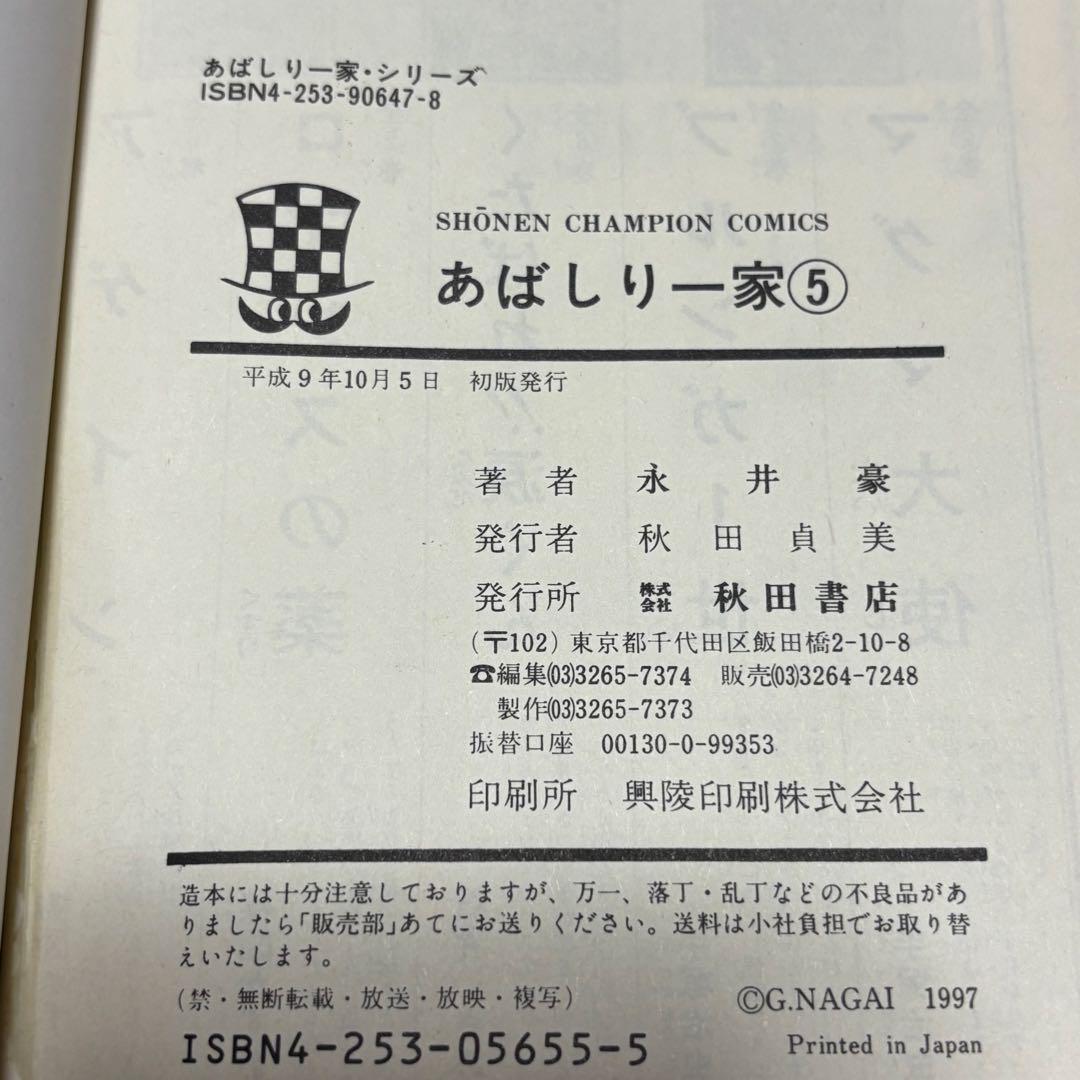 あばしり一家・シリーズ
ISBN4-253-90647-8
SHŌNEN CHAMPION COMICS
あばしり一家⑤
平成9年10月5日 初版発行
著者 永井豪
発行者 秋田貞美
発行所 株式会社 秋田書店
(〒102) 東京都千代田区飯田橋2-10-8
☎編集(03)3265-7374 販売(03)3264-7248
製作(03)3265-7373
振替口座 00130-0-99353
印刷所 興陵印刷株式会社
造本には十分注意しておりますが、万一、落丁・乱丁などの不良品があ
りましたら「販売部」あてにお送りください。送料は小社負担でお取り替
えいたします。
(禁・無断転載・放送・放映・複写)
©G.NAGAI 1997
ISBN4-253-05655-5
Printed in Japan